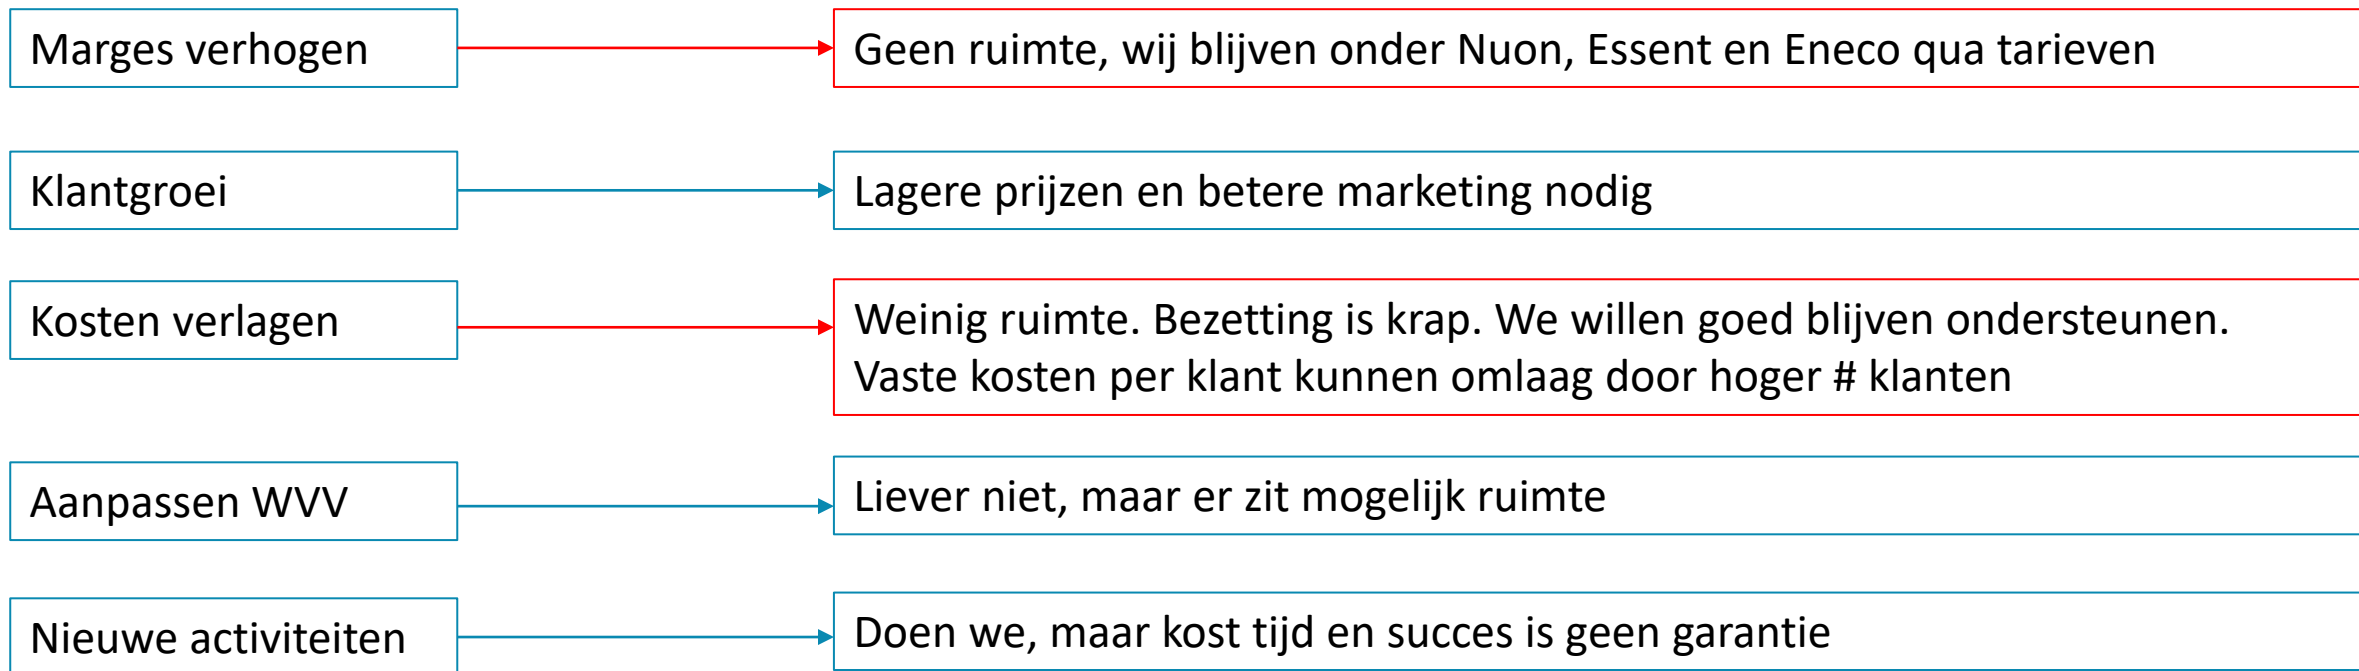 Marges verhogen
Geen ruimte, wij blijven onder Nuon, Essent en Eneco qua tarieven
Klantgroei
Lagere prijzen en betere marketing nodig
Kosten verlagen
Weinig ruimte. Bezetting is krap. We willen goed blijven ondersteunen.
Vaste kosten per klant kunnen omlaag door hoger # klanten
Aanpassen WVV
Liever niet, maar er zit mogelijk ruimte
Nieuwe activiteiten
Doen we, maar kost tijd en succes is geen garantie